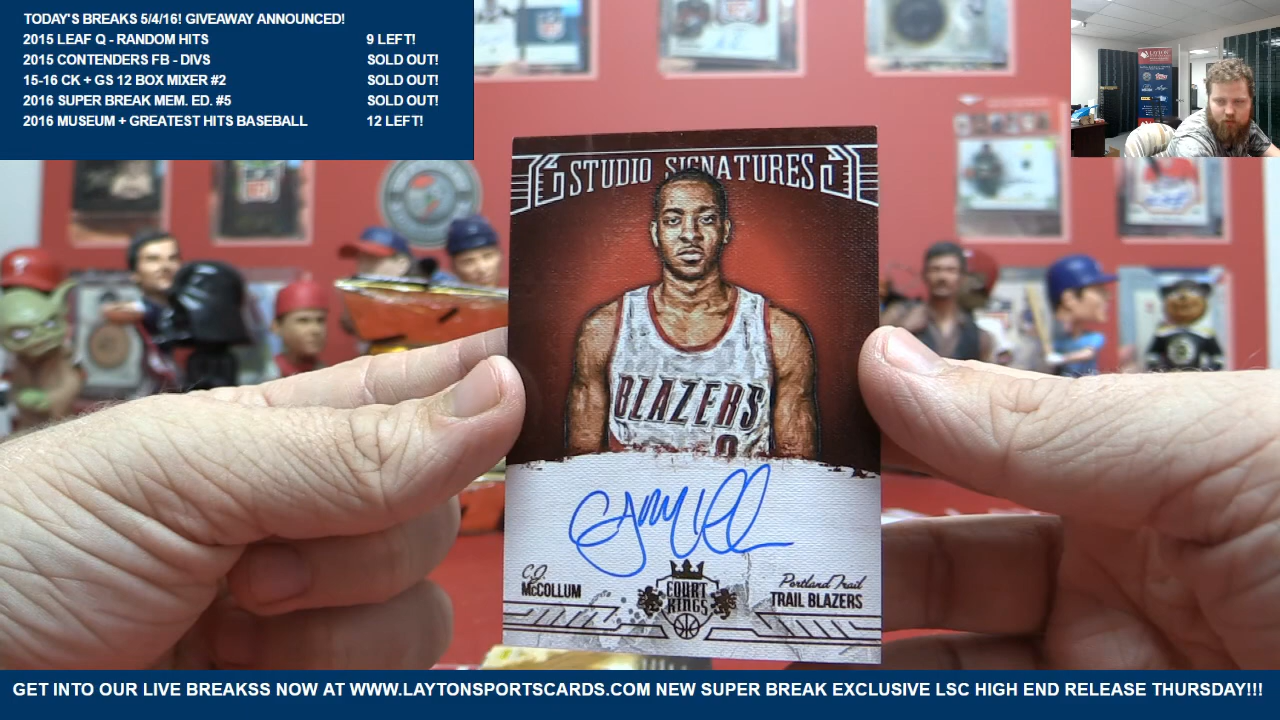 TODAY'S BREAKS 5/4/16! GIVEAWAY ANNOUNCED!
2015 LEAF Q - RANDOM HITS 9 LEFT!
2015 CONTENDERS FB - DIVS SOLD OUT!
15-16 CK + GS 12 BOX MIXER #2 SOLD OUT!
2016 SUPER BREAK MEM. ED. #5 SOLD OUT!
2016 MUSEUM + GREATEST HITS BASEBALL 12 LEFT!
STUDIO SIGNATURES
BLAZERS
C.J.
McCOLLUM
COURT
KINGS
Portland Trail
TRAIL BLAZERS
GET INTO OUR LIVE BREAKSS NOW AT WWW.LAYTONSPORTSCARDS.COM NEW SUPER BREAK EXCLUSIVE LSC HIGH END RELEASE THURSDAY!!!